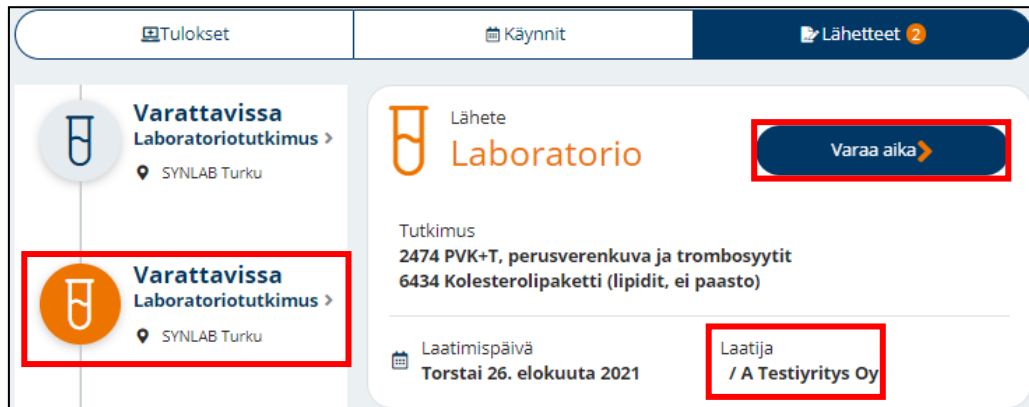 Tulokset
Käynnit
Lähetteet 2
Varattavissa
Laboratoriotutkimus >
SYNLAB Turku
Varattavissa
Laboratoriotutkimus >
SYNLAB Turku
Lähete
Laboratorio
Varaa aika
Tutkimus
2474 PVK+T, perusverenkuva ja trombosyytit
6434 Kolesterolipaketti (lipidit, ei paasto)
Laatimispäivä
Torstai 26. elokuuta 2021
Laatija
/ A Testiyritys Oy